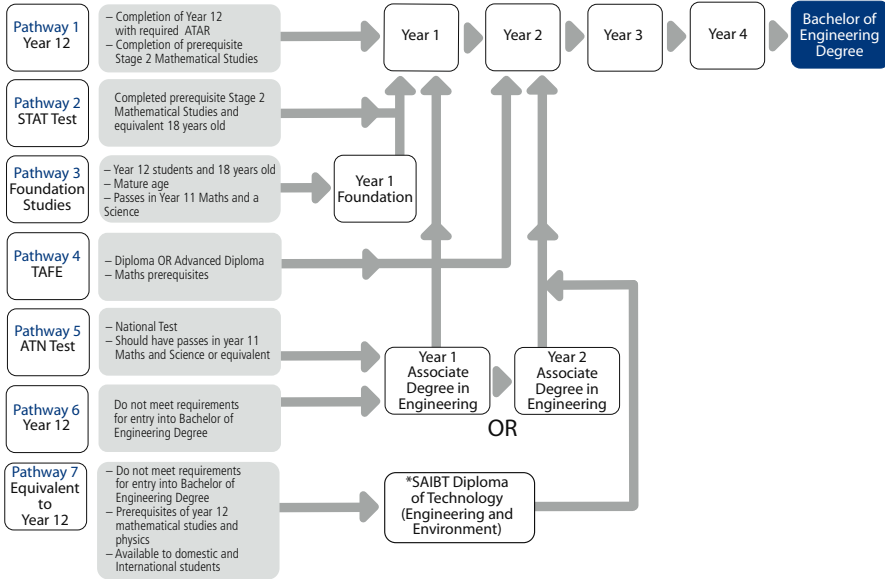 Pathway 1
Year 12
– Completion of Year 12
with required ATAR
– Completion of prerequisite
Stage 2 Mathematical Studies
Year 1
Year 2
Year 3
Year 4
Bachelor of
Engineering
Degree
Pathway 2
STAT Test
Completed prerequisite Stage 2
Mathematical Studies and
equivalent 18 years old
Pathway 3
Foundation
Studies
– Year 12 students and 18 years old
– Mature age
– Passes in Year 11 Maths and a
Science
Year 1
Foundation
Pathway 4
TAFE
– Diploma OR Advanced Diploma
– Maths prerequisites
Pathway 5
ATN Test
– National Test
– Should have passes in year 11
Maths and Science or equivalent
Year 1
Associate
Degree in
Engineering
Year 2
Associate
Degree in
Engineering
Pathway 6
Year 12
Do not meet requirements
for entry into Bachelor of
Engineering Degree
OR
Pathway 7
Equivalent
to
Year 12
– Do not meet requirements
for entry into Bachelor of
Engineering Degree
– Prerequisites of year 12
mathematical studies and
physics
– Available to domestic and
International students
*SAIBT Diploma
of Technology
(Engineering and
Environment)